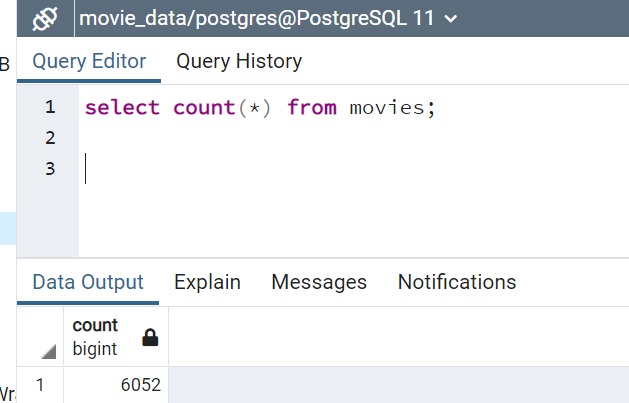 movie_data/postgres@PostgreSQL 11
B
Query Editor Query History
1 select count(*) from movies;
2
3
Data Output Explain Messages Notifications
count
bigint
1 6052